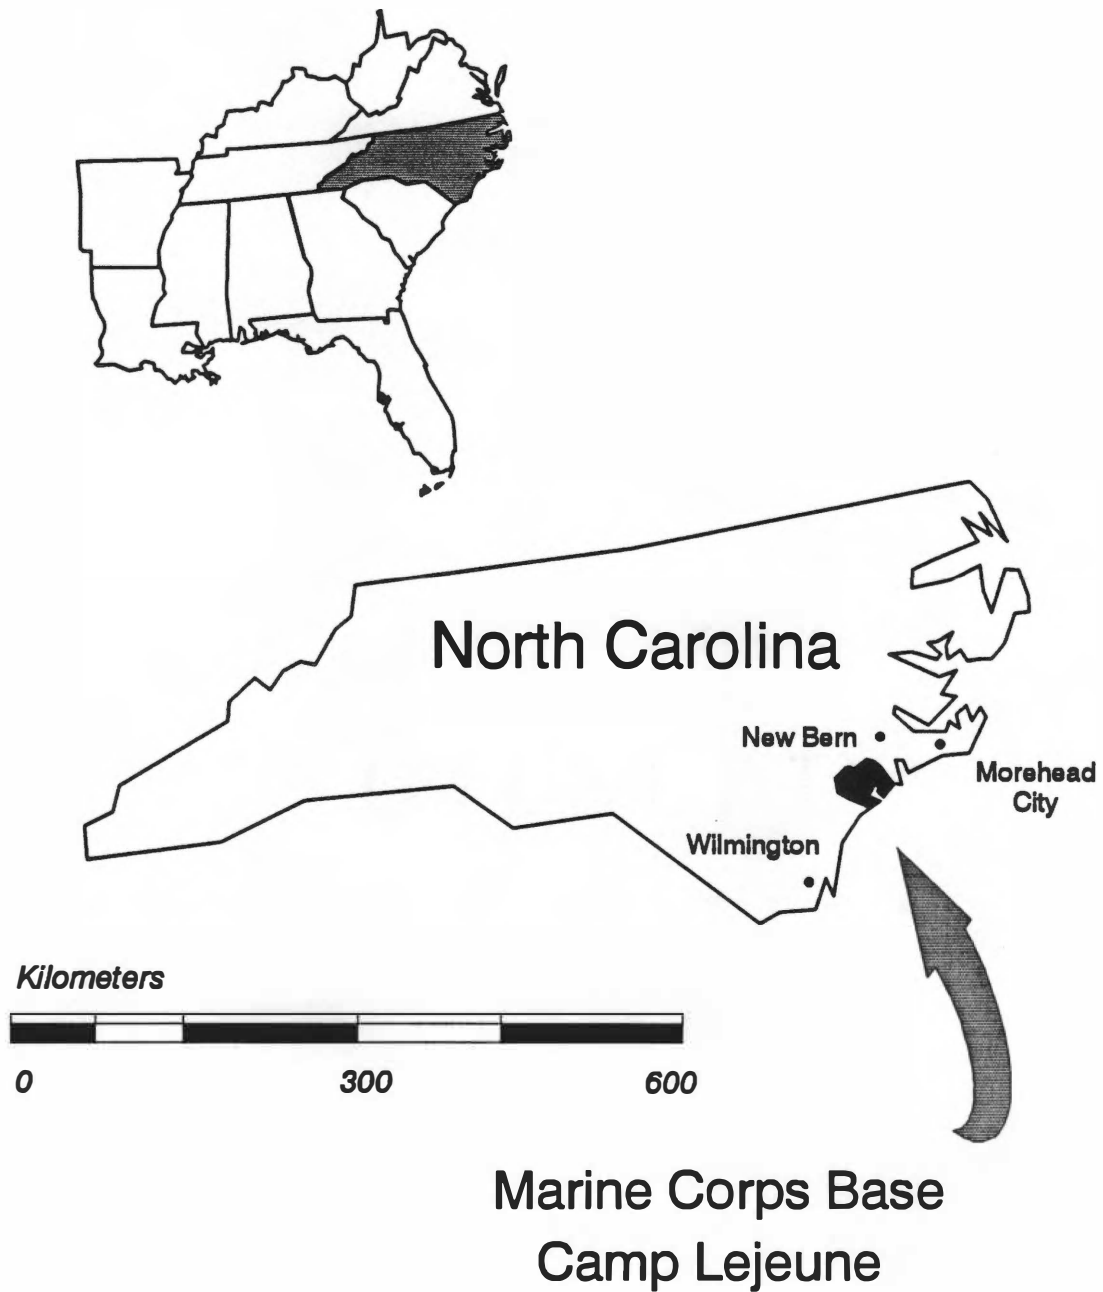 North Carolina
New Bern
Morehead
City
Wilmington
Kilometers
0 300 600
Marine Corps Base
Camp Lejeune